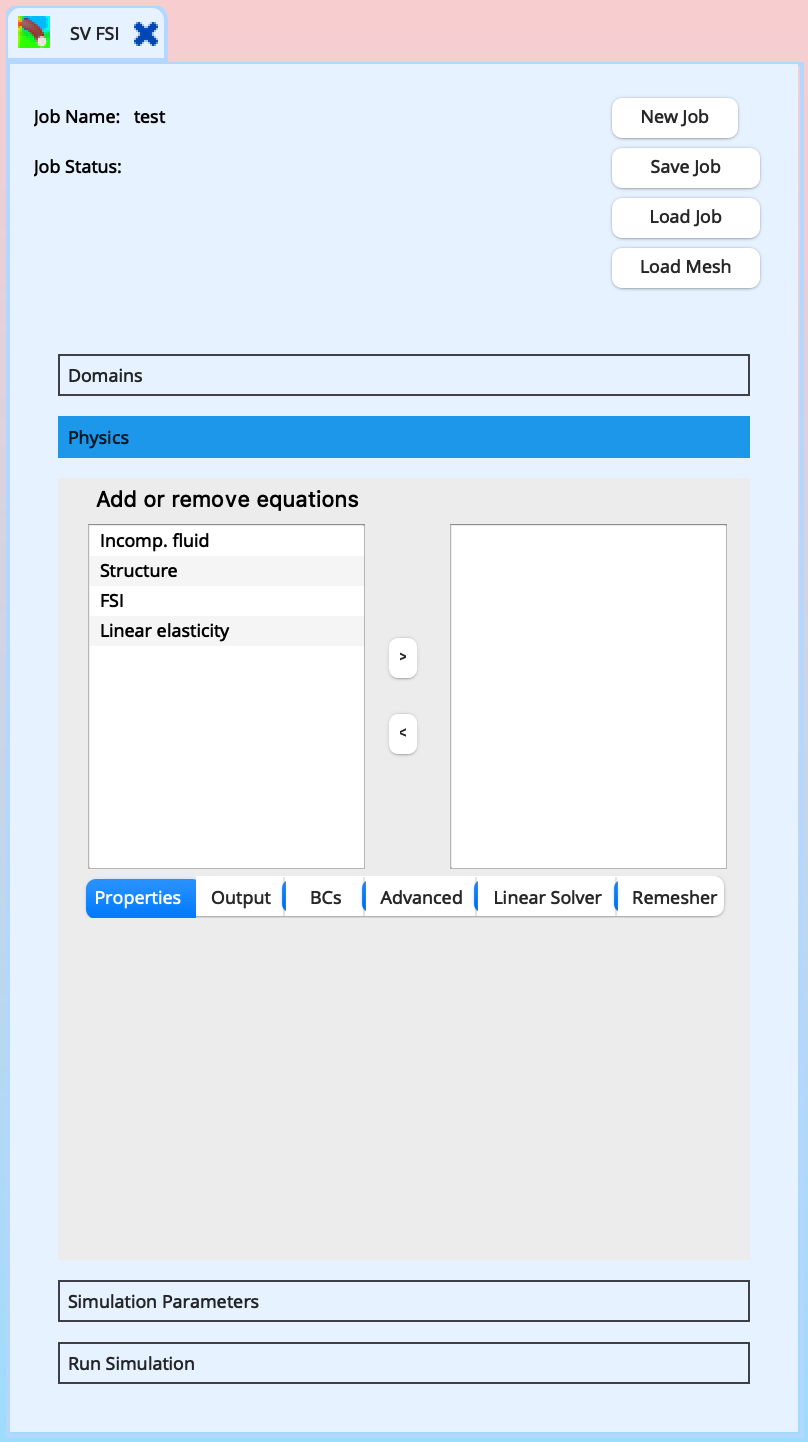 SV FSI
Job Name: test
New Job
Job Status:
Save Job
Load Job
Load Mesh
Domains
Physics
Add or remove equations
Incomp. fluid
Structure
FSI
Linear elasticity
>
<
Properties Output BCs Advanced Linear Solver Remesher
Simulation Parameters
Run Simulation